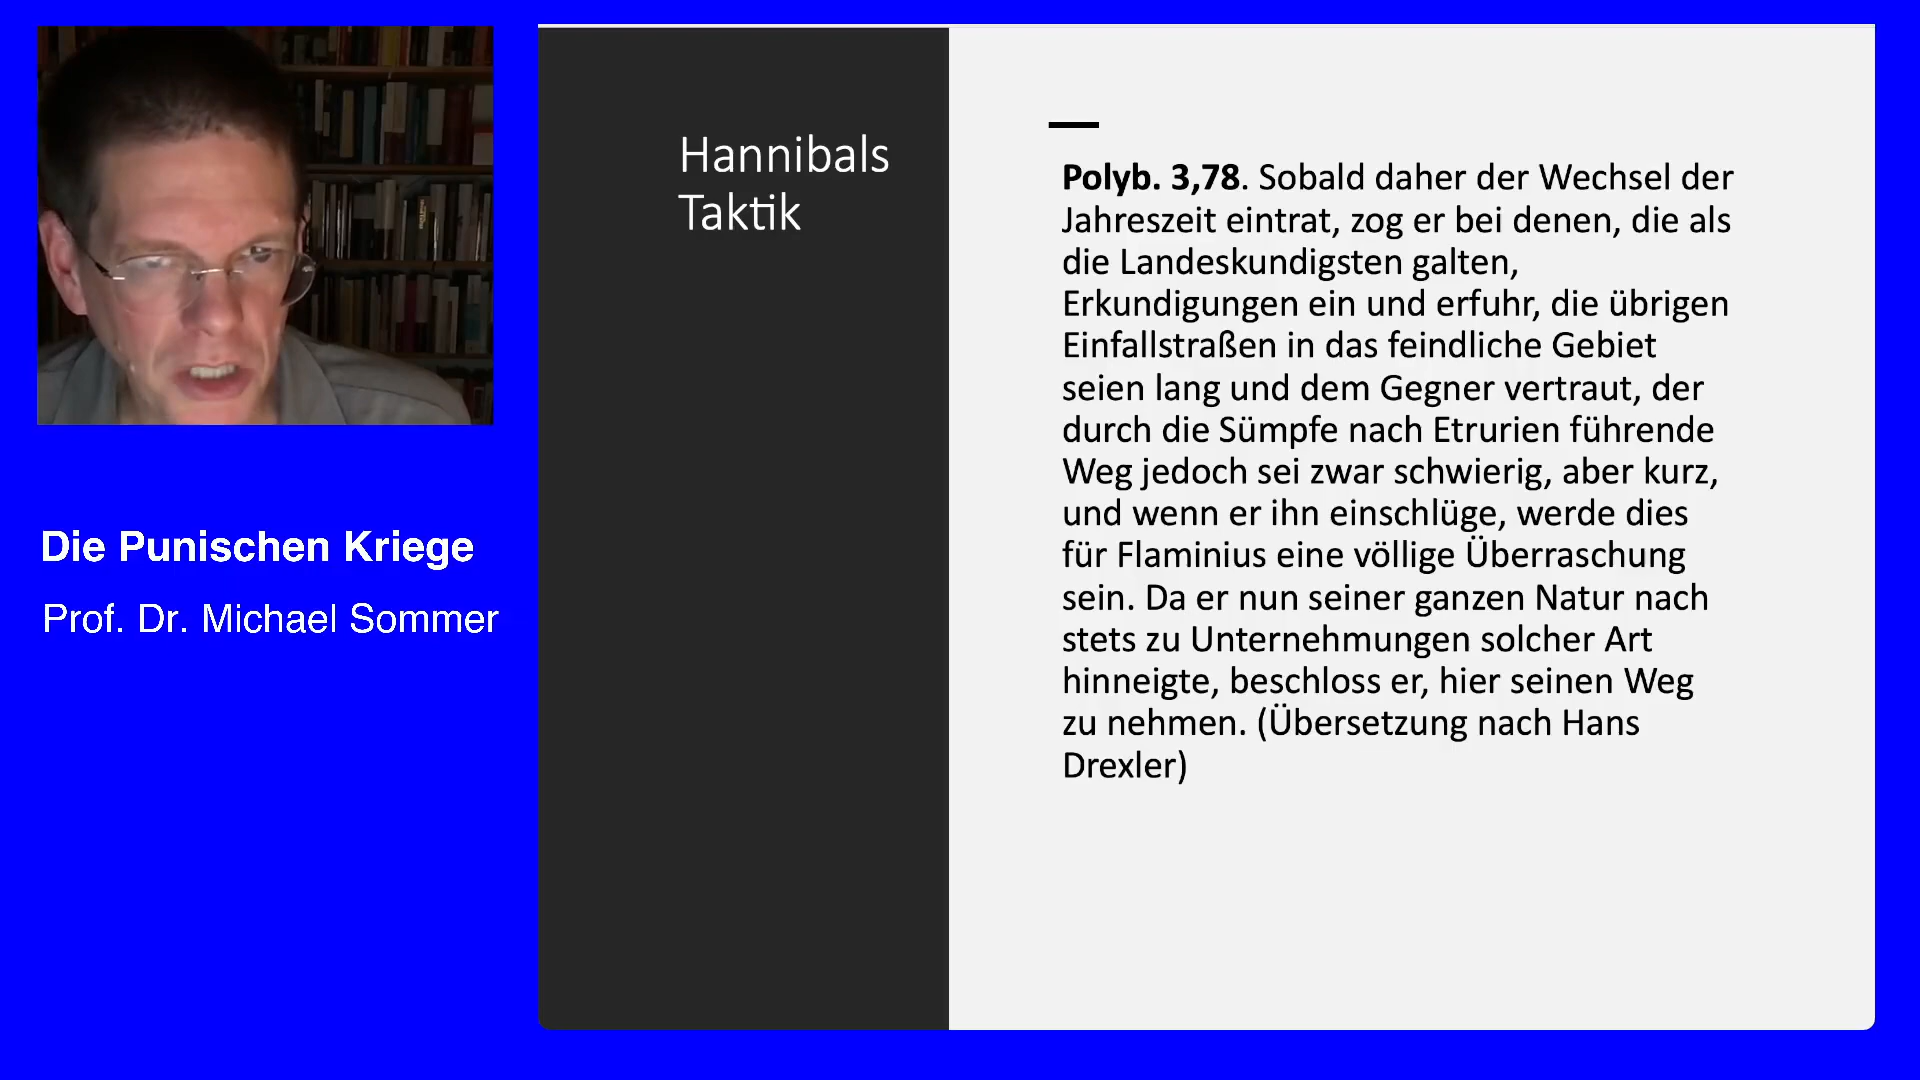 Die Punischen Kriege
Prof. Dr. Michael Sommer
Hannibals
Taktik
Polyb. 3,78. Sobald daher der Wechsel der
Jahreszeit eintrat, zog er bei denen, die als
die Landeskundigsten galten,
Erkundigungen ein und erfuhr, die übrigen
Einfallstraßen in das feindliche Gebiet
seien lang und dem Gegner vertraut, der
durch die Sümpfe nach Etrurien führende
Weg jedoch sei zwar schwierig, aber kurz,
und wenn er ihn einschlüge, werde dies
für Flaminius eine völlige Überraschung
sein. Da er nun seiner ganzen Natur nach
stets zu Unternehmungen solcher Art
hinneigte, beschloss er, hier seinen Weg
zu nehmen. (Übersetzung nach Hans
Drexler)